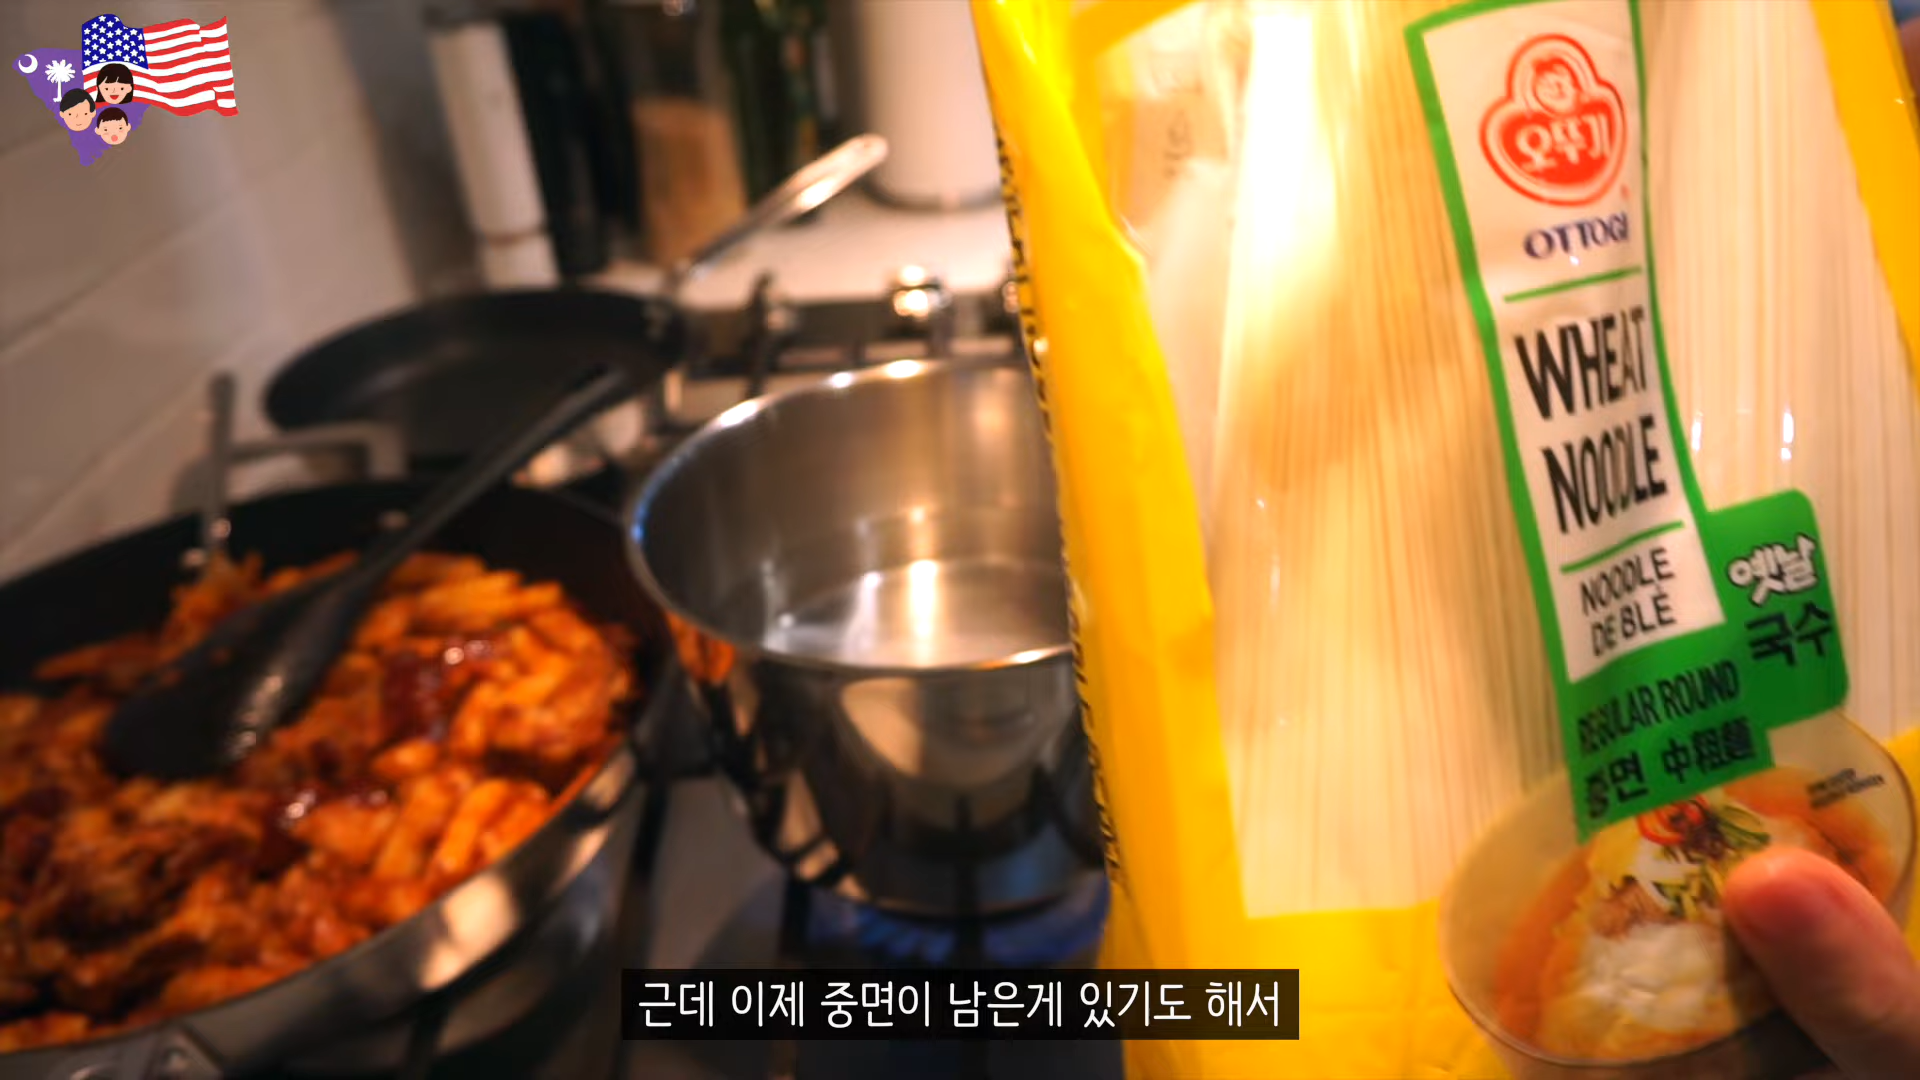 오뚜기
OTTOGI
WHEAT
NOODLE
NOODLE
DE BLÉ
옛날
국수
REGULAR ROUND
중면 中粗麵
근데 이제 중면이 남은게 있기도 해서